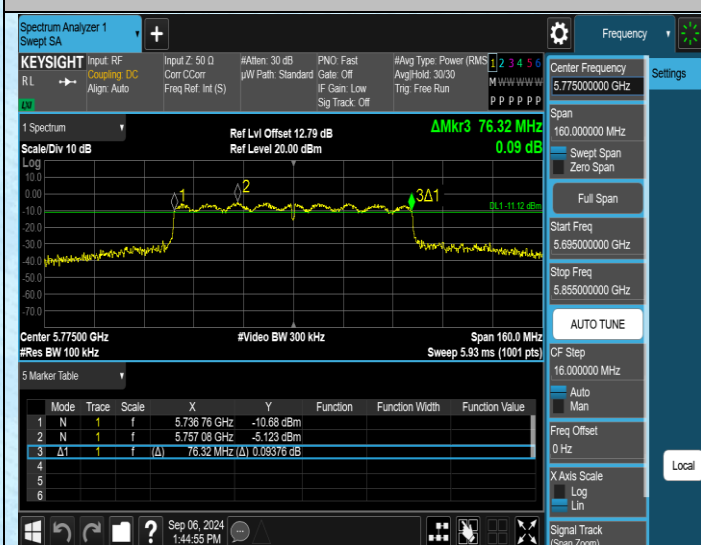 Spectrum Analyzer 1
Swept SA
Frequency
KEYSIGHT
RL
Input: RF
Coupling: DC
Align: Auto
Input Z: 50 Ω
Corr CCorr
Freq Ref: Int (S)
#Atten: 30 dB
µW Path: Standard
PNO: Fast
Gate: Off
IF Gain: Low
Sig Track: Off
#Avg Type: Power (RMS
Avg|Hold: 30/30
Trig: Free Run
1 2 3 4 5 6
M W W W W W
P P P P P P
1 Spectrum
Scale/Div 10 dB
Ref Lvl Offset 12.79 dB
Ref Level 20.00 dBm
ΔMkr3 76.32 MHz
0.09 dB
Log
10.0
0.00
-10.0
-20.0
-30.0
-40.0
-50.0
-60.0
-70.0
1
2
3Δ1
DL1 -11.12 dBm
Center 5.77500 GHz
#Video BW 300 kHz
Span 160.0 MHz
#Res BW 100 kHz
Sweep 5.93 ms (1001 pts)
5 Marker Table
Mode Trace Scale X Y Function Function Width Function Value
1 N 1 f 5.736 76 GHz -10.68 dBm
2 N 1 f 5.757 08 GHz -5.123 dBm
3 Δ1 1 f (Δ) 76.32 MHz (Δ) 0.09376 dB
4
5
6
Sep 06, 2024
1:44:55 PM
Center Frequency
5.775000000 GHz
Settings
Span
160.000000 MHz
Swept Span
Zero Span
Full Span
Start Freq
5.695000000 GHz
Stop Freq
5.855000000 GHz
AUTO TUNE
CF Step
16.000000 MHz
Auto
Man
Freq Offset
0 Hz
X Axis Scale
Log
Lin
Local
Signal Track
(Span Zoom)